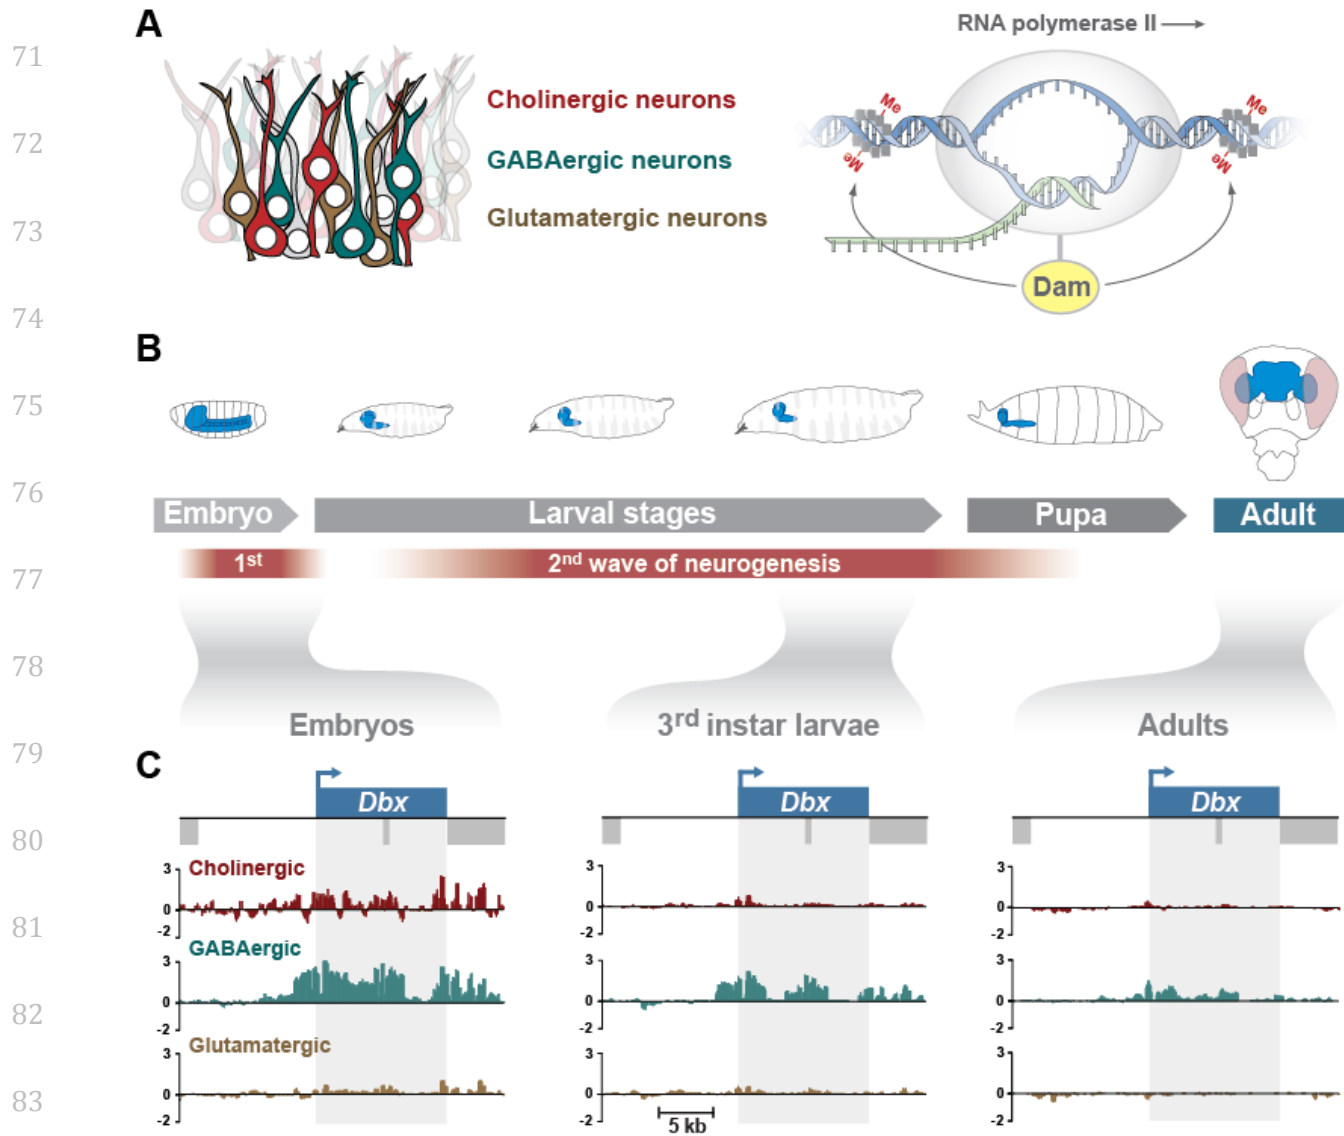 A
RNA polymerase II
71
Cholinergic neurons
Me
Me
72
GABAergic neurons
Me
Me
Glutamatergic neurons
73
Dam
74
B
75
76
Embryo
Larval stages
Pupa
Adult
77
1st
2nd wave of neurogenesis
78
Embryos
3rd instar larvae
Adults
79
C
Dbx
Dbx
Dbx
80
Cholinergic
3
0
-2
3
0
-2
3
0
-2
81
GABAergic
3
0
-2
3
0
-2
3
0
-2
82
Glutamatergic
3
0
-2
3
0
-2
3
0
-2
83
5 kb